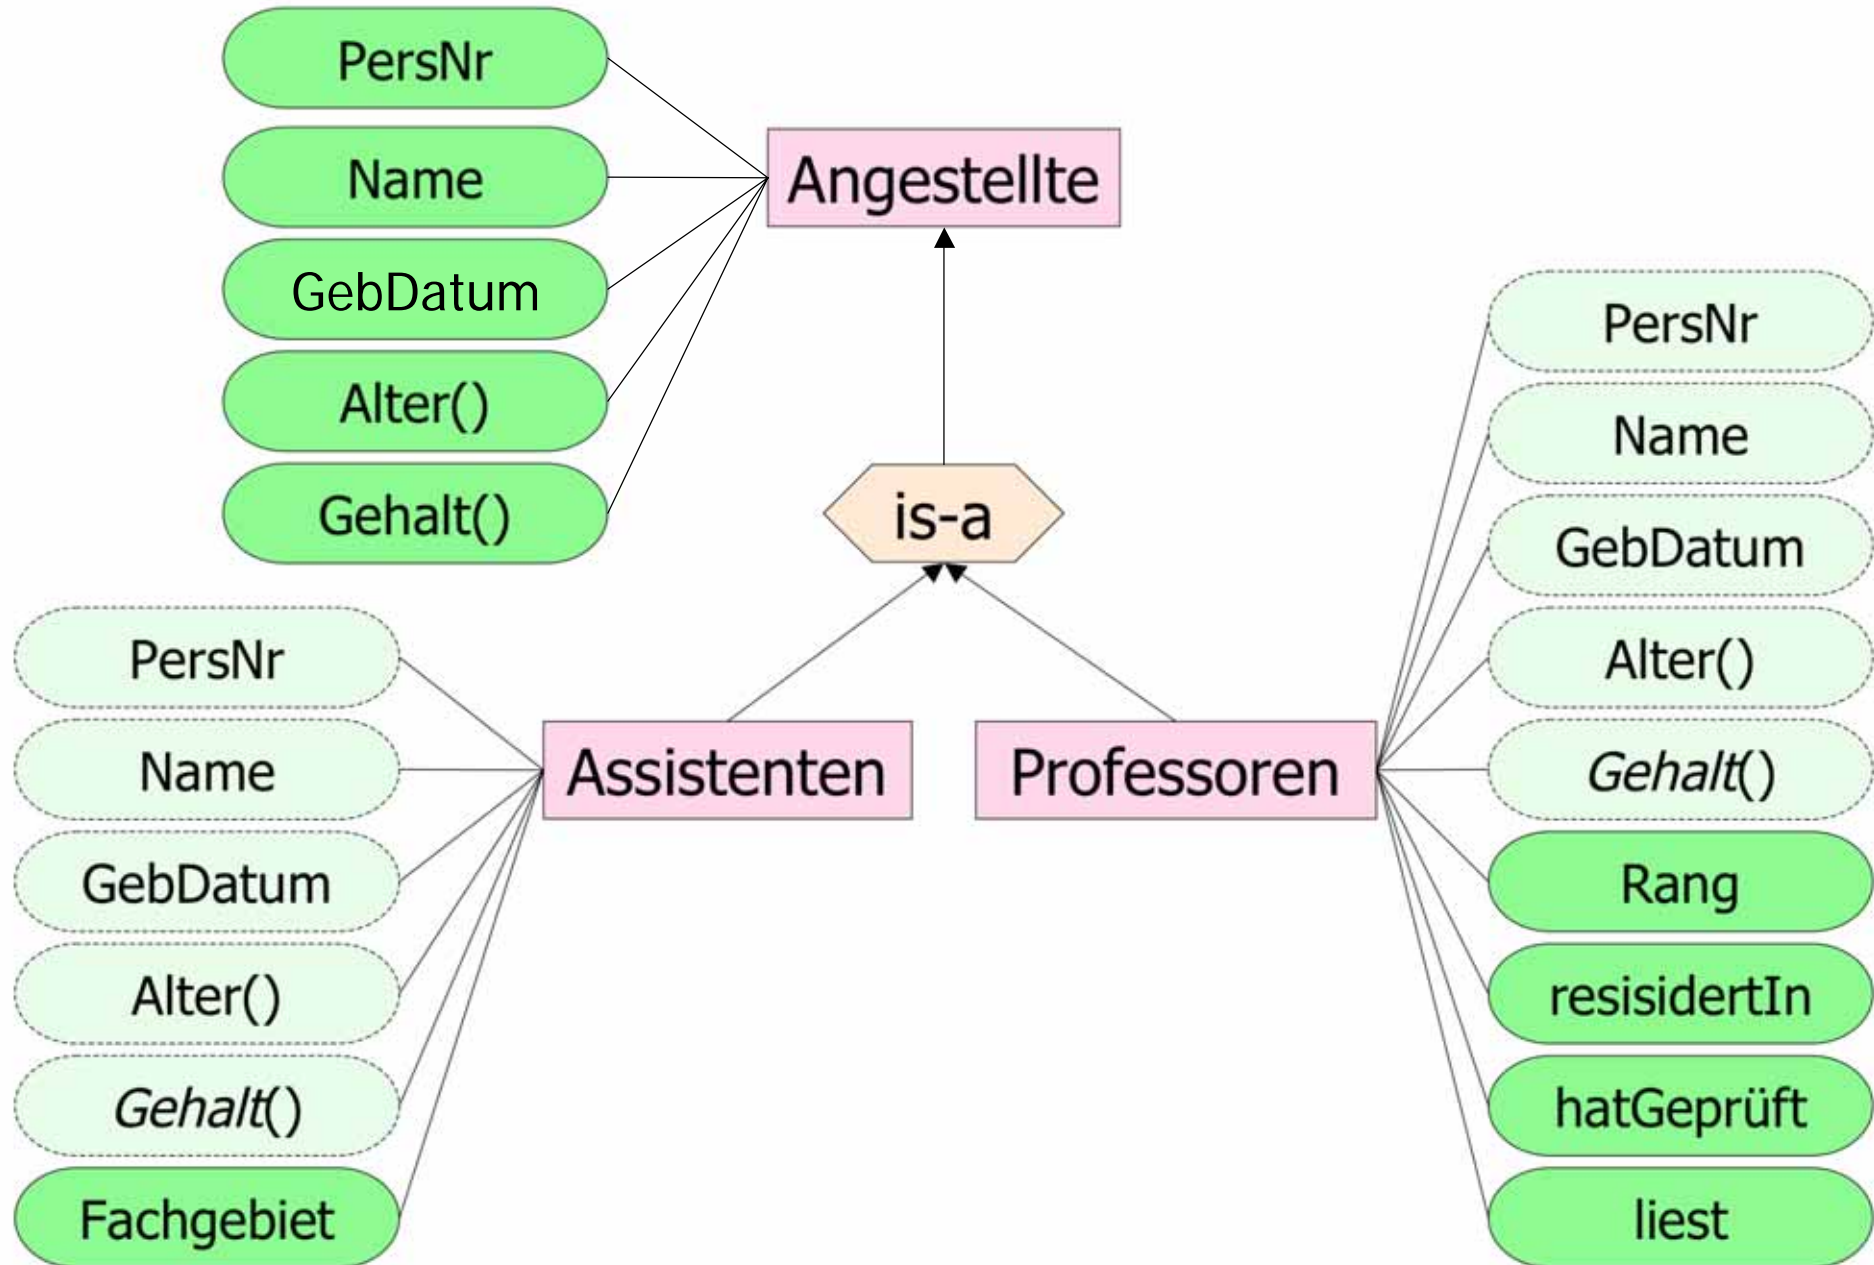 PersNr
Name
GebDatum
Alter()
Gehalt()
Angestellte
is-a
PersNr
Name
GebDatum
Alter()
Gehalt()
Fachgebiet
Assistenten
Professoren
PersNr
Name
GebDatum
Alter()
Gehalt()
Rang
resisidertIn
hatGeprüft
liest